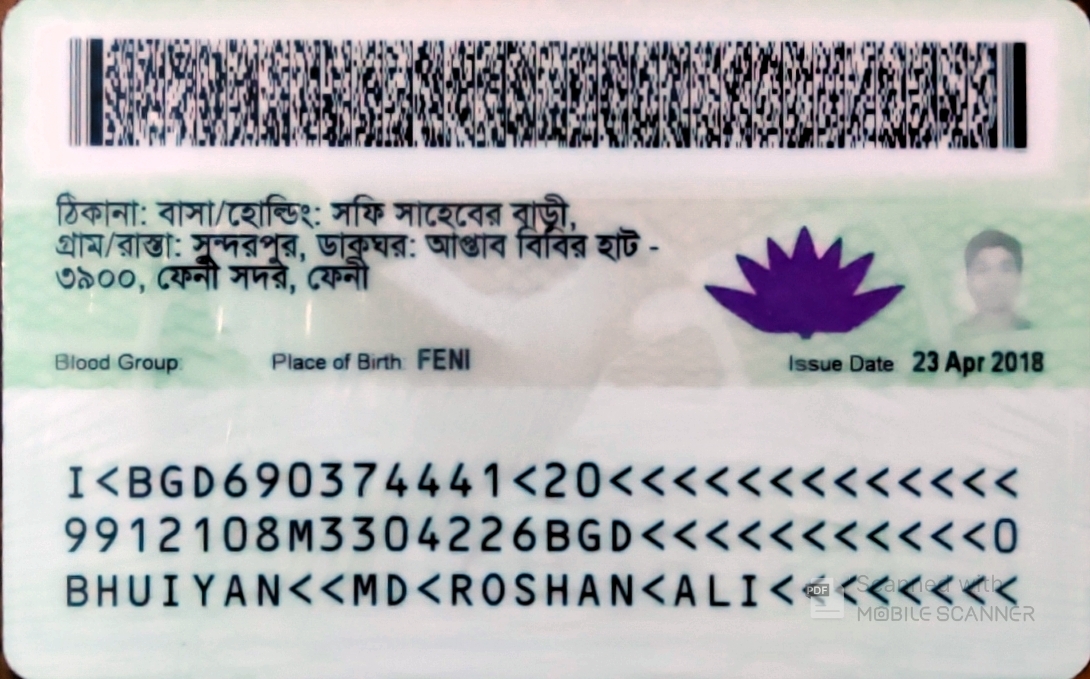 ঠিকানা: বাসা/হোল্ডিং: সফি সাহেবের বাড়ী,
গ্রাম/রাস্তা: সুন্দরপুর, ডাকঘর: আপ্তাব বিবির হাট -
৩৯০০, ফেনী সদর, ফেনী
Blood Group: Place of Birth: FENI Issue Date: 23 Apr 2018
I<BGD690374441<20<<<<<<<<<<<<<
9912108M3304226BGD<<<<<<<<<<<0
BHUIYAN<<MD<ROSHAN<ALI<<<<<<<<
PDF Scanned with
MOBILE SCANNER